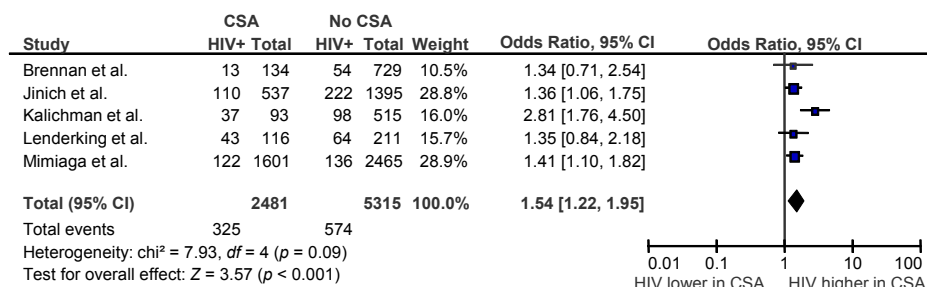 CSA No CSA
Study HIV+ Total HIV+ Total Weight Odds Ratio, 95% CI Odds Ratio, 95% CI
Brennan et al. 13 134 54 729 10.5% 1.34 [0.71, 2.54]
Jinich et al. 110 537 222 1395 28.8% 1.36 [1.06, 1.75]
Kalichman et al. 37 93 98 515 16.0% 2.81 [1.76, 4.50]
Lenderking et al. 43 116 64 211 15.7% 1.35 [0.84, 2.18]
Mimiaga et al. 122 1601 136 2465 28.9% 1.41 [1.10, 1.82]
Total (95% CI) 2481 5315 100.0% 1.54 [1.22, 1.95]
Total events 325 574
Heterogeneity: chi² = 7.93, df = 4 (p = 0.09)
Test for overall effect: Z = 3.57 (p < 0.001)
0.01 0.1 1 10 100
HIV lower in CSA HIV higher in CSA